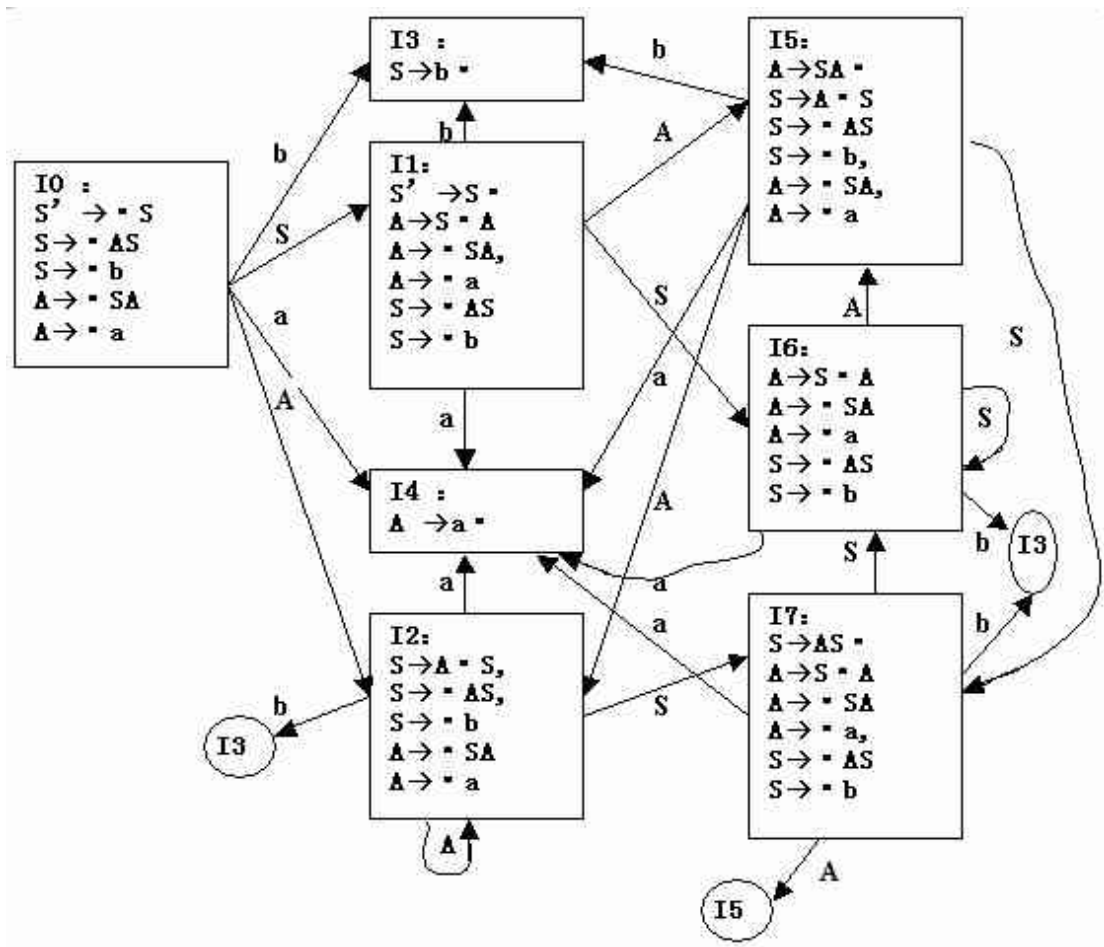 I0 :
S' →▪ S
S→▪ AS
S→▪ b
A→▪ SA
A→▪ a
I3 :
S→b ▪
I1:
S' →S ▪
A→S ▪ A
A→▪ SA,
A→▪ a
S→▪ AS
S→▪ b
I4 :
A →a ▪
I2:
S→A ▪ S,
S→▪ AS,
S→▪ b
A→▪ SA
A→▪ a
I5:
A→SA ▪
S→A ▪ S
S→▪ AS
S→▪ b,
A→▪ SA,
A→▪ a
I6:
A→S ▪ A
A→▪ SA
A→▪ a
S→▪ AS
S→▪ b
I7:
S→AS ▪
A→S ▪ A
A→▪ SA
A→▪ a,
S→▪ AS
S→▪ b
I3
I3
I5
b
S
a
A
b
a
A
S
b
a
A
S
A
S
b
a
S
b
A
a
a
b
S
A